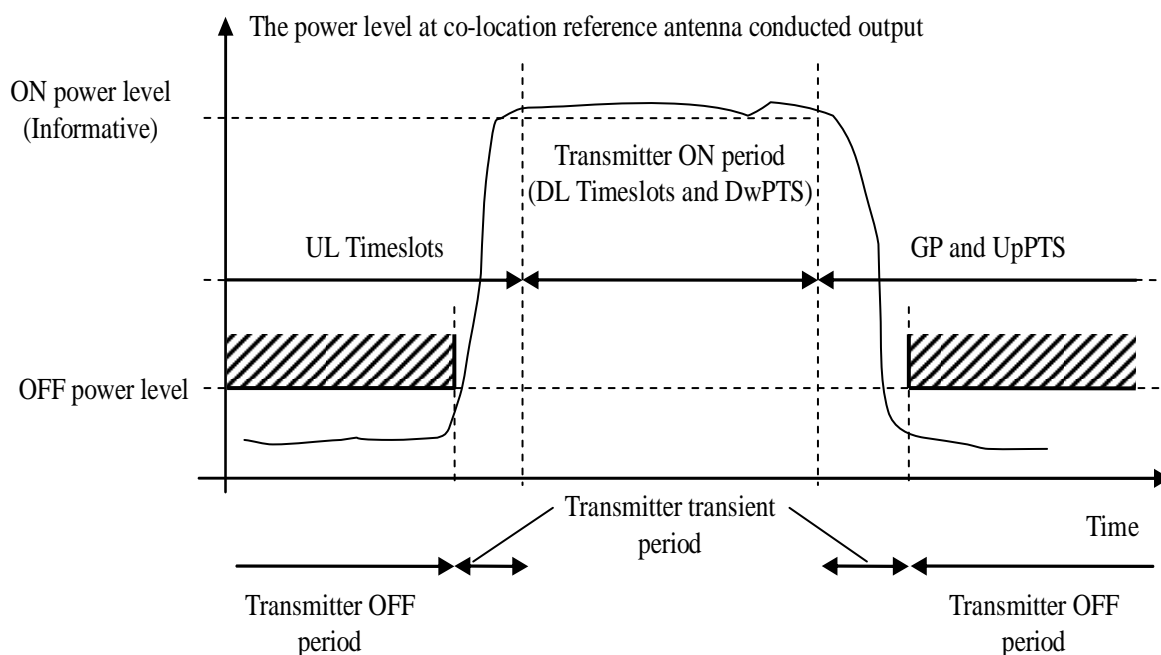 The power level at co-location reference antenna conducted output
ON power level
(Informative)
Transmitter ON period
(DL Timeslots and DwPTS)
UL Timeslots
GP and UpPTS
OFF power level
Transmitter transient
period
Time
Transmitter OFF
period
Transmitter OFF
period